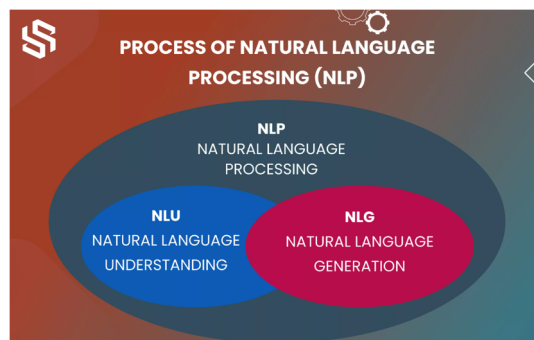 PROCESS OF NATURAL LANGUAGE
PROCESSING (NLP)
NLP
NATURAL LANGUAGE
PROCESSING
NLU
NATURAL LANGUAGE
UNDERSTANDING
NLG
NATURAL LANGUAGE
GENERATION